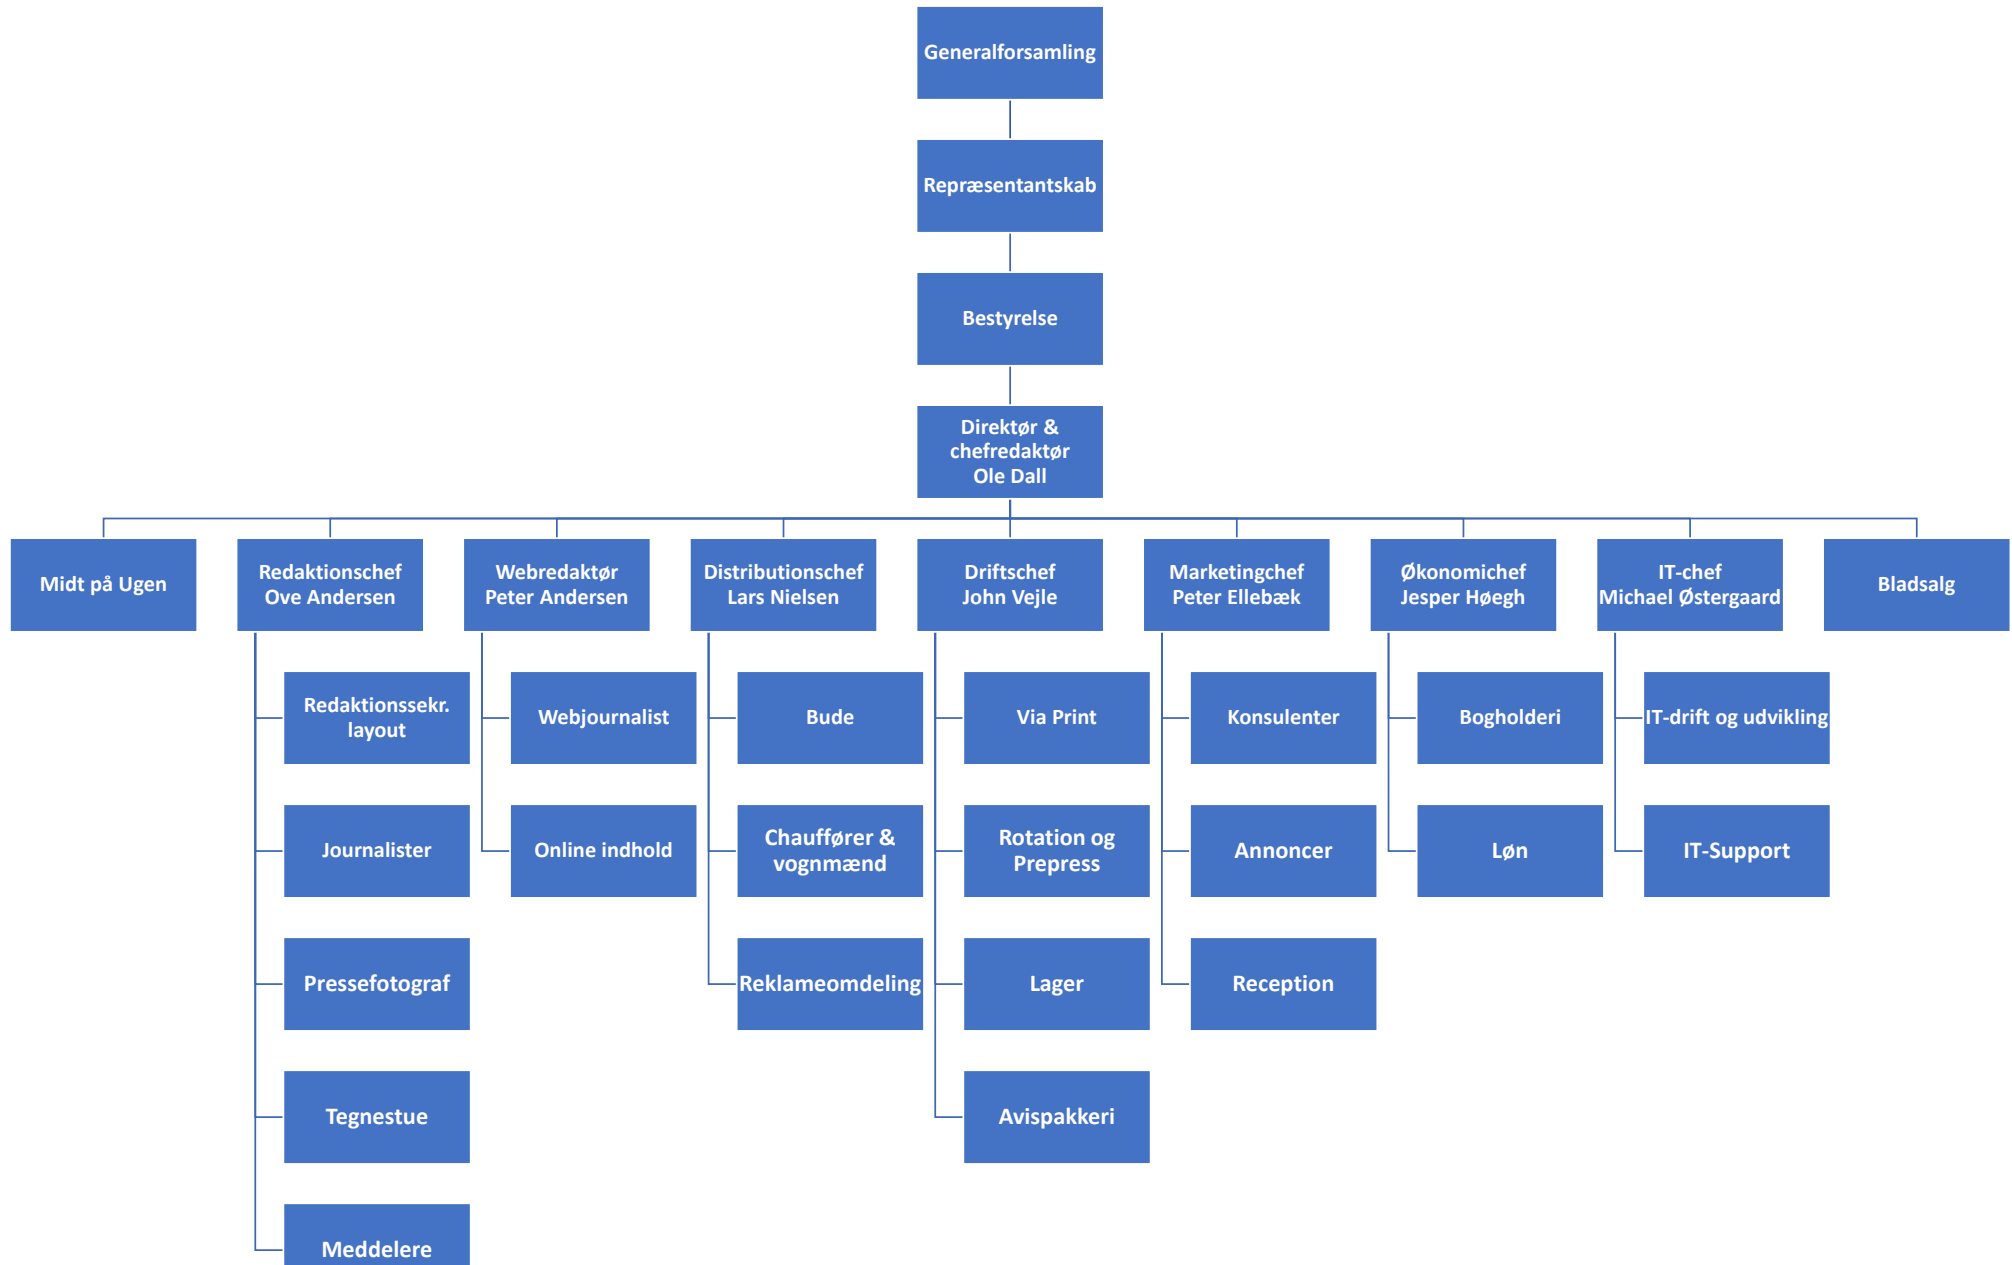 Generalforsamling
Repræsentantskab
Bestyrelse
Direktør &
chefredaktør
Ole Dall
Midt på Ugen
Redaktionschef
Ove Andersen
Webredaktør
Peter Andersen
Distributionschef
Lars Nielsen
Driftschef
John Vejle
Marketingchef
Peter Ellebæk
Økonomichef
Jesper Høegh
IT-chef
Michael Østergaard
Bladsalg
Redaktionssekr.
layout
Webjournalist
Bude
Via Print
Konsulenter
Bogholderi
IT-drift og udvikling
Journalister
Online indhold
Chauffører &
vognmænd
Rotation og
Prepress
Annoncer
Løn
IT-Support
Pressefotograf
Reklameomdeling
Lager
Reception
Tegnestue
Avispakkeri
Meddelere